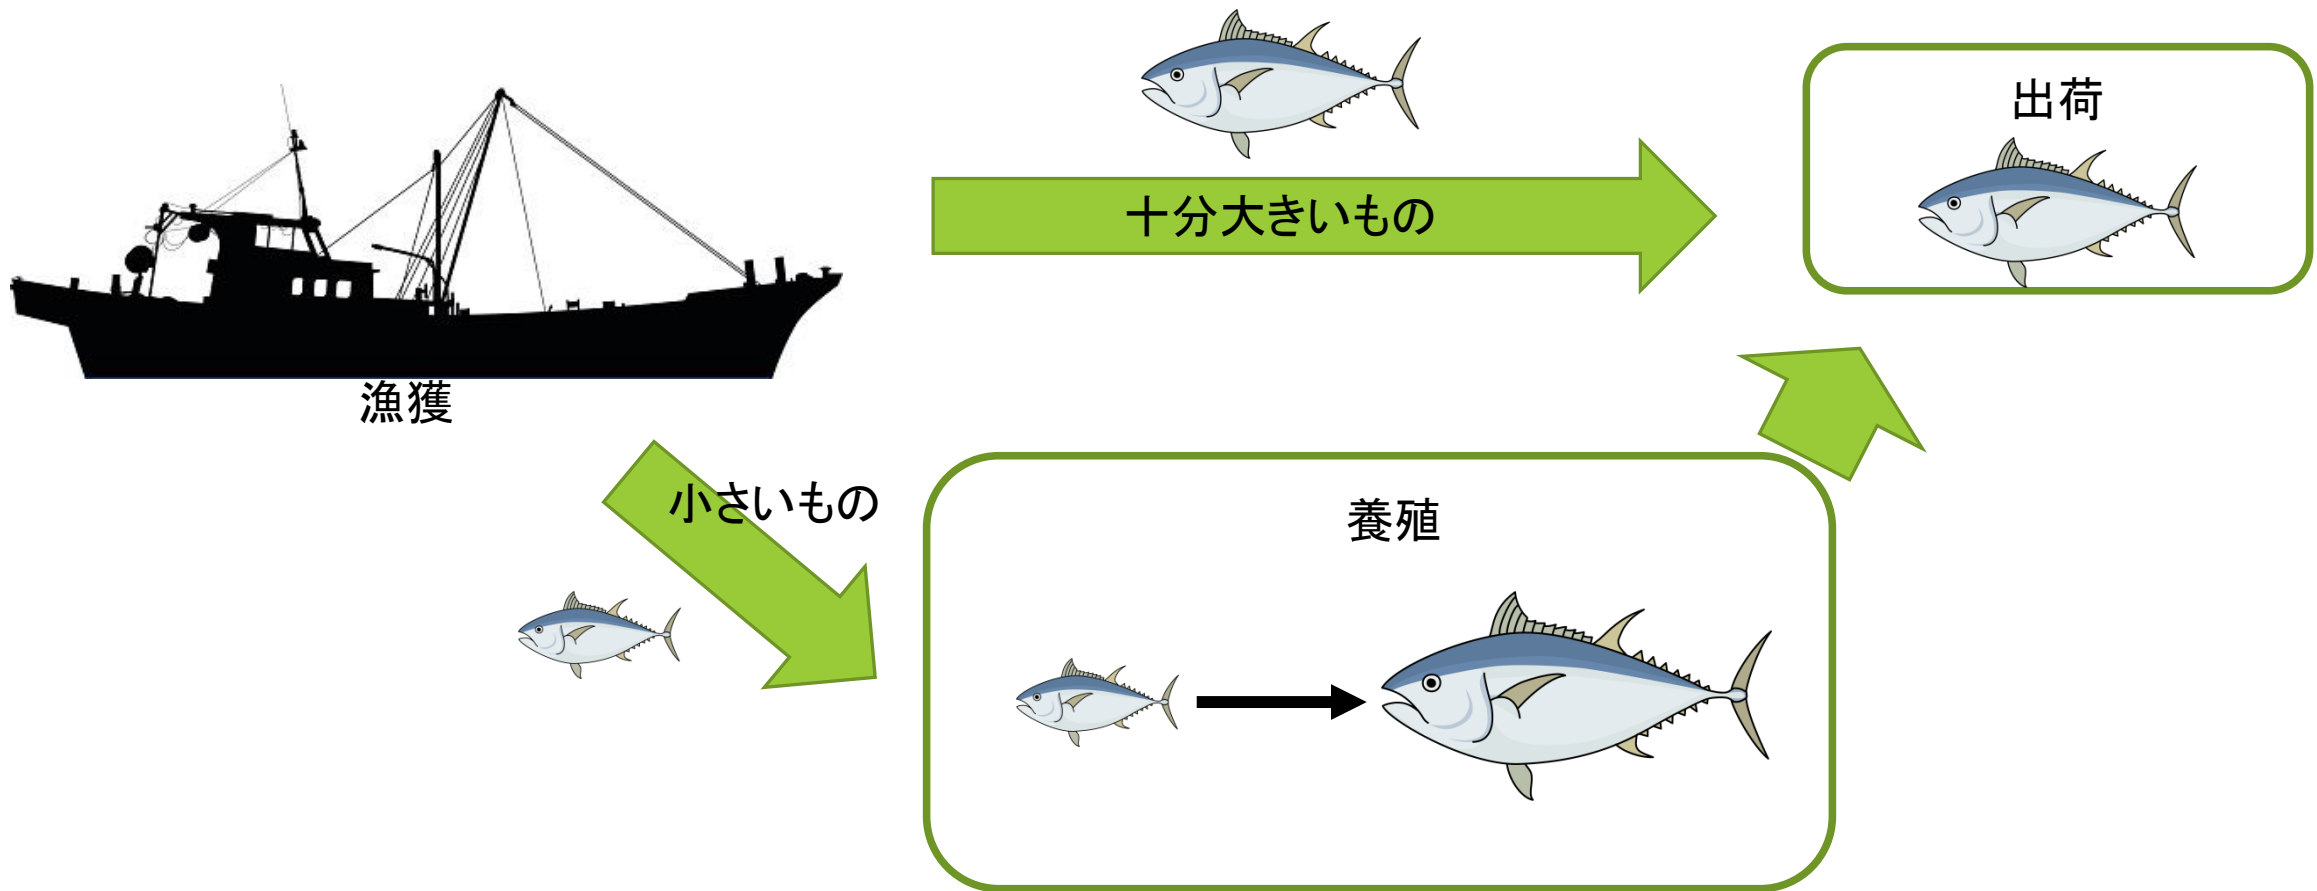 出荷
十分大きいもの
漁獲
小さいもの
養殖